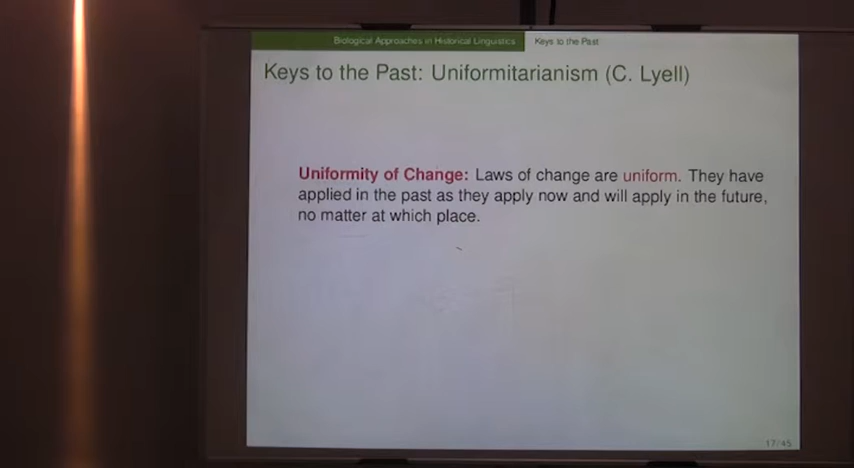 Biological Approaches in Historical Linguistics
Keys to the Past
Keys to the Past: Uniformitarianism (C. Lyell)
Uniformity of Change: Laws of change are uniform. They have
applied in the past as they apply now and will apply in the future,
no matter at which place.
17/45